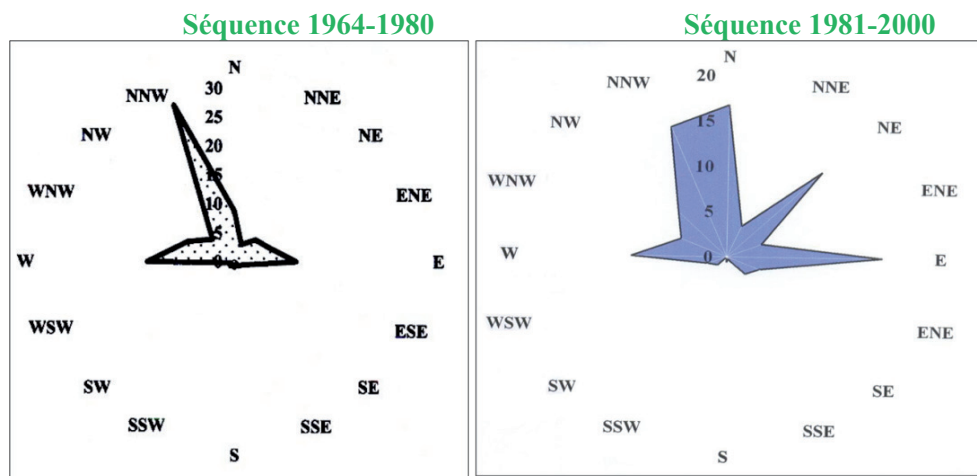 Séquence 1964-1980
N
30
NNW
NNE
25
NW
NE
20
15
WNW
ENE
10
5
W
0
E
WSW
ESE
SW
SE
SSW
SSE
S
Séquence 1981-2000
N
20
NNW
NNE
NW
15
NE
10
WNW
ENE
5
W
0
E
WSW
ENE
SW
SE
SSW
SSE
S